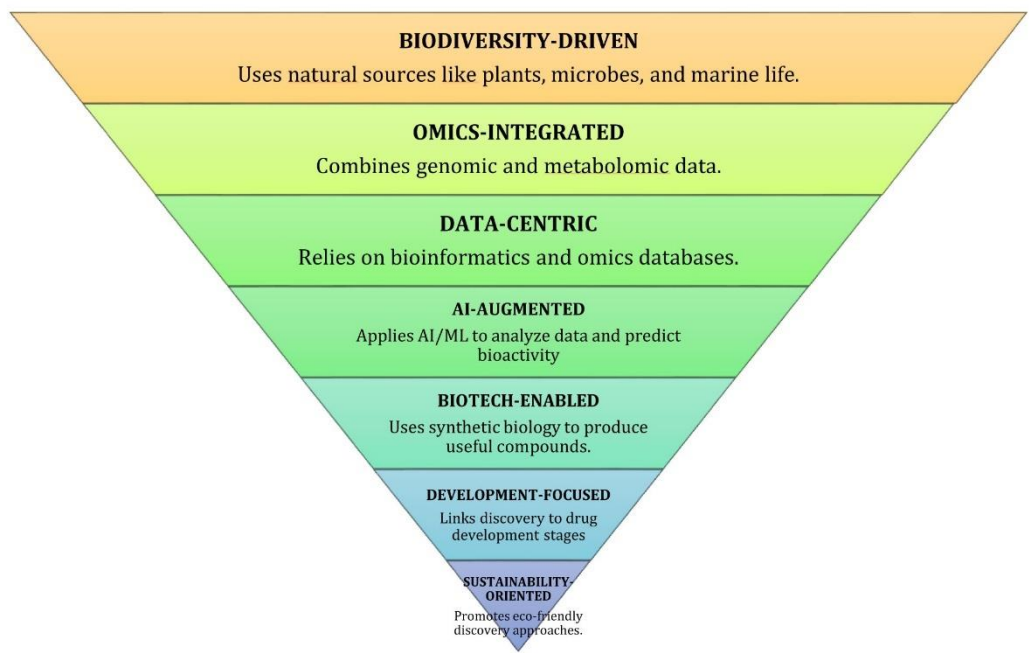 BIODIVERSITY-DRIVEN
Uses natural sources like plants, microbes, and marine life.
OMICS-INTEGRATED
Combines genomic and metabolomic data.
DATA-CENTRIC
Relies on bioinformatics and omics databases.
AI-AUGMENTED
Applies AI/ML to analyze data and predict
bioactivity
BIOTECH-ENABLED
Uses synthetic biology to produce
useful compounds.
DEVELOPMENT-FOCUSED
Links discovery to drug
development stages
SUSTAINABILITY-
ORIENTED
Promotes eco-friendly
discovery approaches.